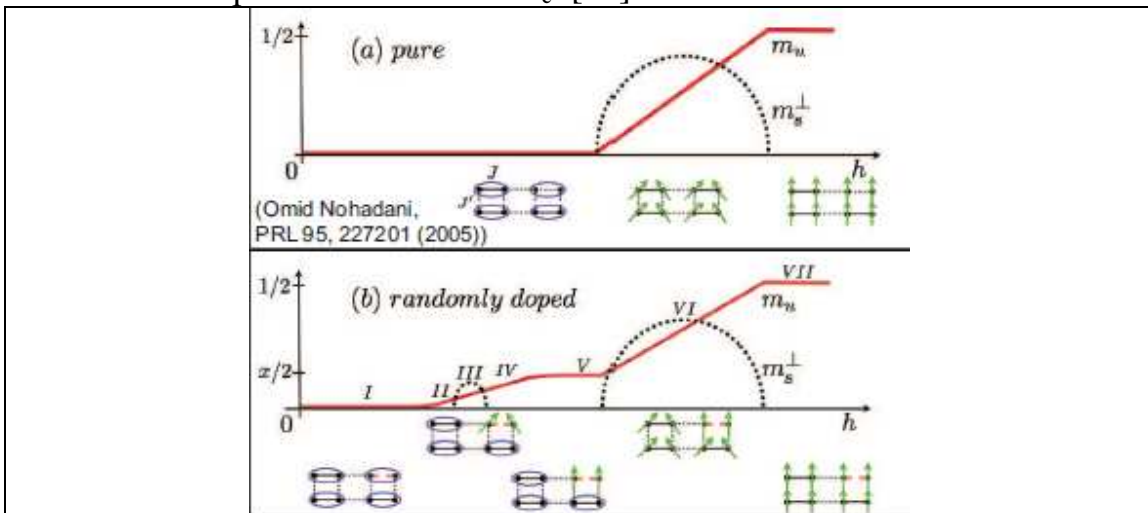 1/2
(a) pure
m_u
m_s^⊥
0
h
J
J'
(Omid Nohadani,
PRL 95, 227201 (2005))
VII
1/2
(b) randomly doped
m_u
VI
x/2
III
IV
V
m_s^⊥
I
II
0
h